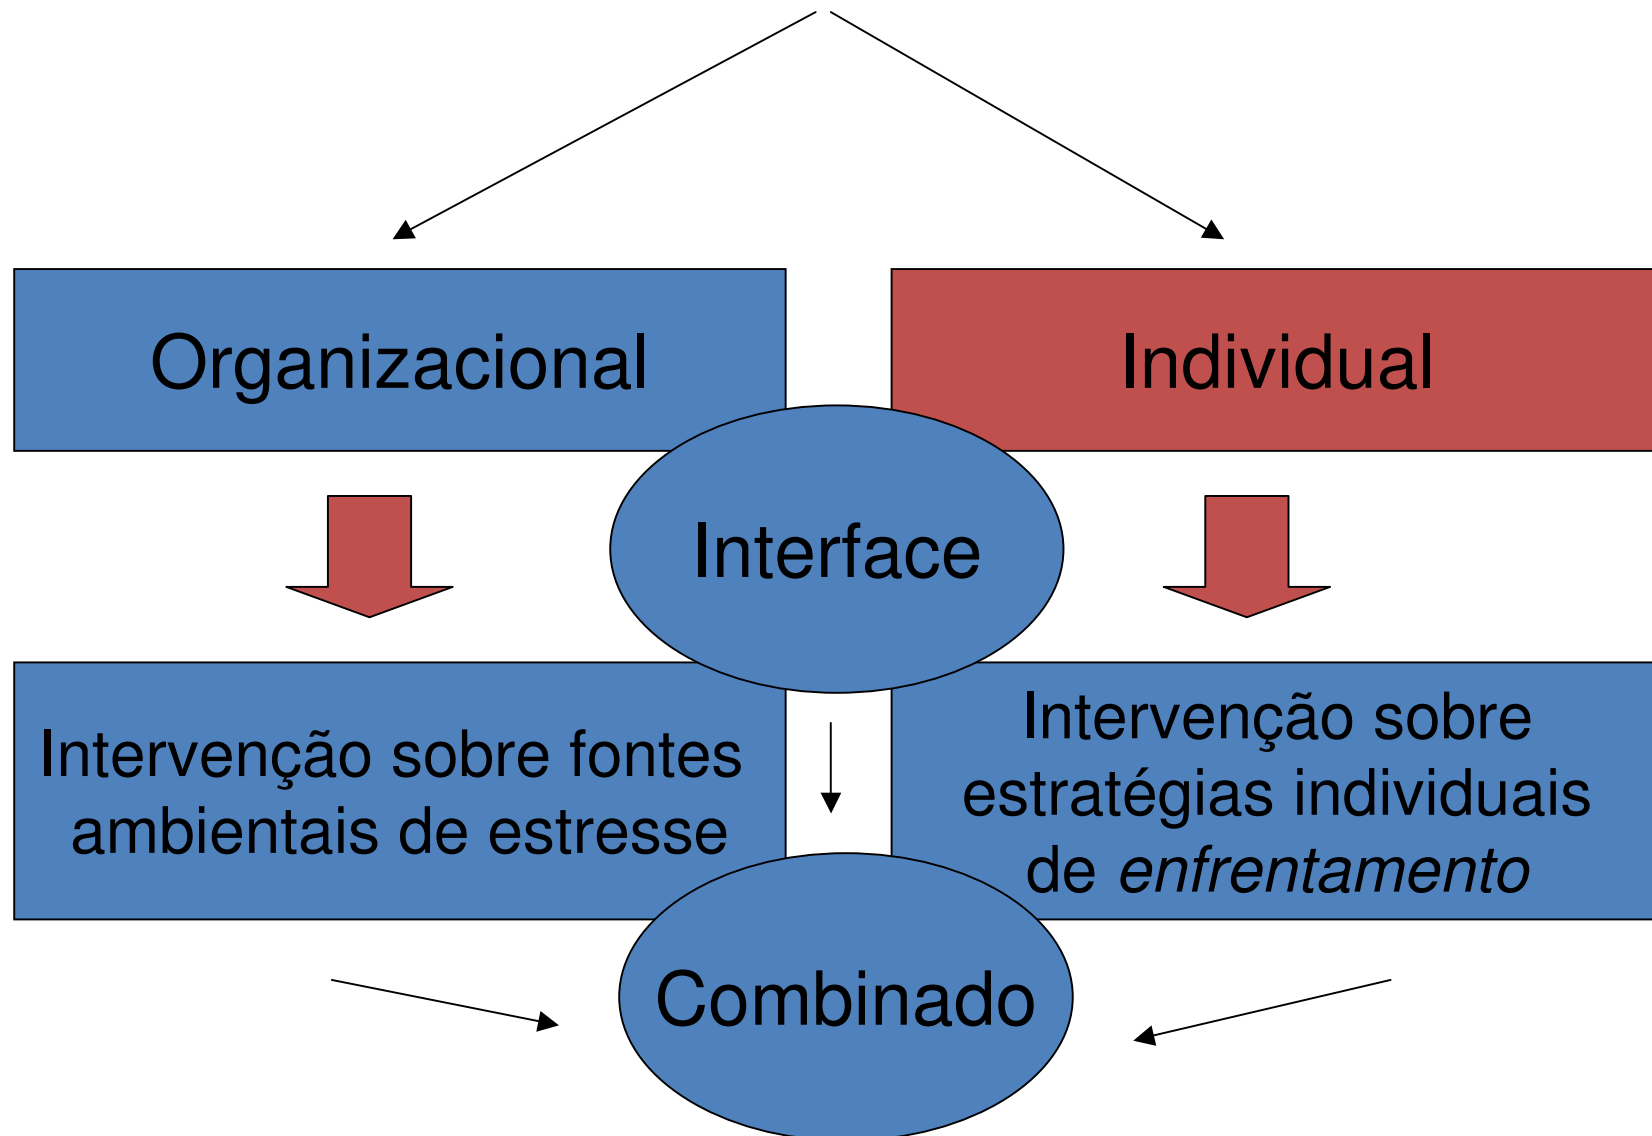 Organizacional
Individual
Interface
Intervenção sobre fontes
ambientais de estresse
Intervenção sobre
estratégias individuais
de enfrentamento
Combinado